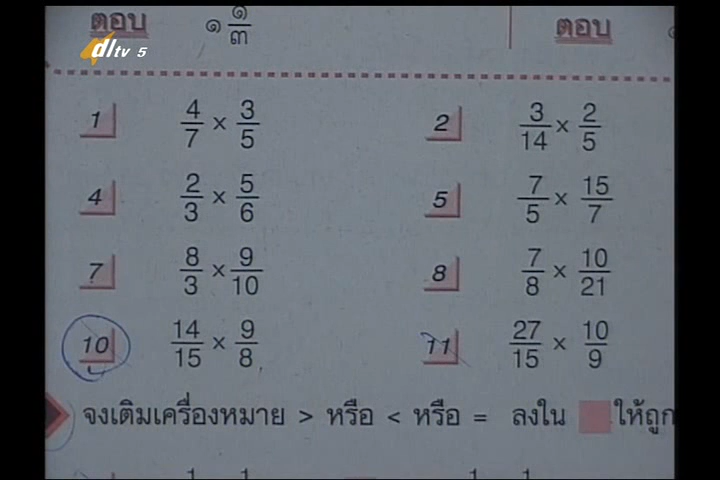 ตอบ ๑ ๑/๓ ตอบ
dltv 5
1 4/7 × 3/5 2 3/14 × 2/5
4 2/3 × 5/6 5 7/5 × 15/7
7 8/3 × 9/10 8 7/8 × 10/21
10 14/15 × 9/8 11 27/15 × 10/9
จงเติมเครื่องหมาย > หรือ < หรือ = ลงใน ให้ถูก